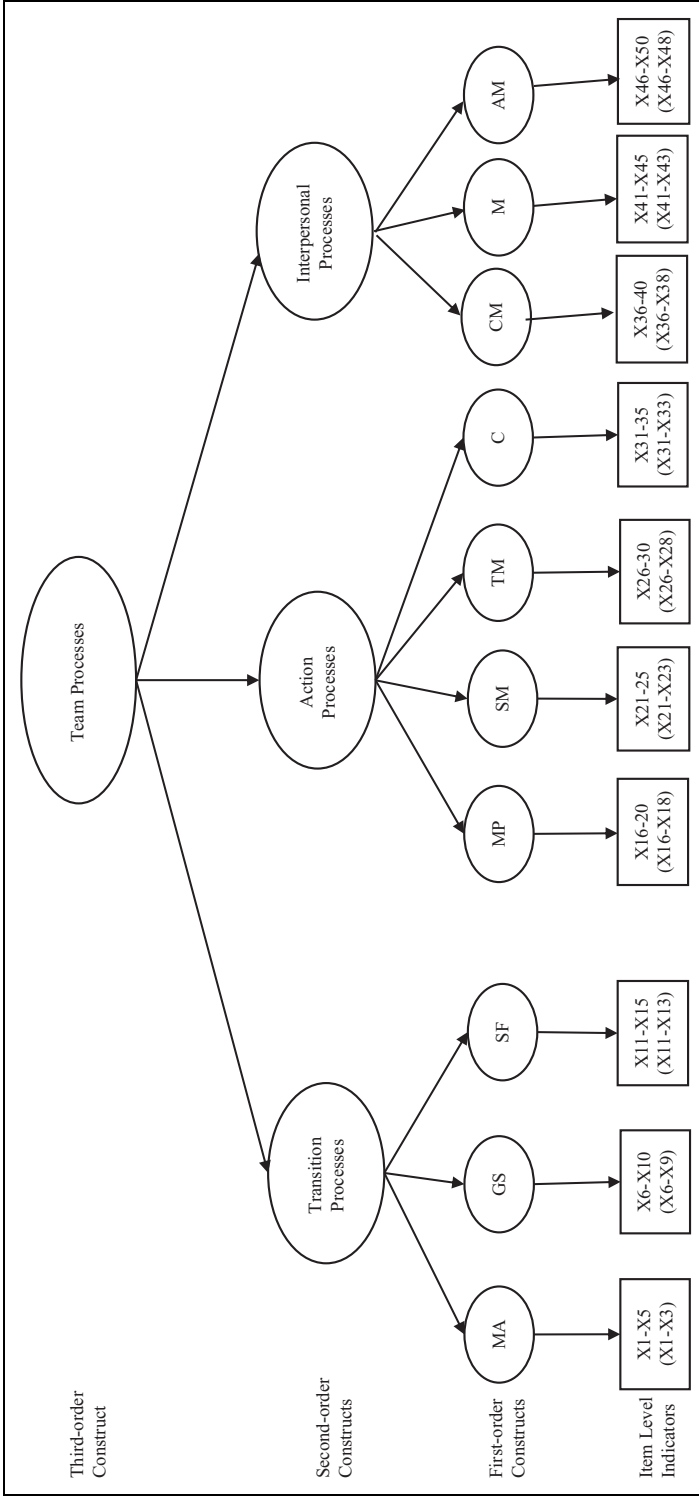 Third-order
Construct
Team Processes
Second-order
Constructs
Transition
Processes
Action
Processes
Interpersonal
Processes
First-order
Constructs
MA
GS
SF
MP
SM
TM
C
CM
M
AM
Item Level
Indicators
X1-X5
(X1-X3)
X6-X10
(X6-X9)
X11-X15
(X11-X13)
X16-20
(X16-X18)
X21-25
(X21-X23)
X26-30
(X26-X28)
X31-35
(X31-X33)
X36-40
(X36-X38)
X41-X45
(X41-X43)
X46-X50
(X46-X48)